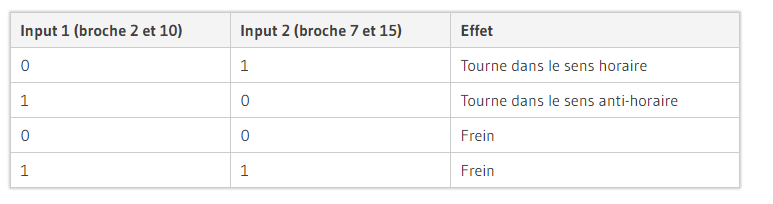 Input 1 (broche 2 et 10) Input 2 (broche 7 et 15) Effet
0 1 Tourne dans le sens horaire
1 0 Tourne dans le sens anti-horaire
0 0 Frein
1 1 Frein